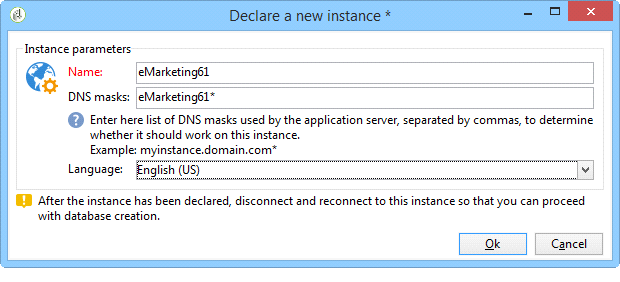 Declare a new instance *
Instance parameters
Name: eMarketing61
DNS masks: eMarketing61*
Enter here list of DNS masks used by the application server, separated by commas, to determine
whether it should work on this instance.
Example: myinstance.domain.com*
Language: English (US)
After the instance has been declared, disconnect and reconnect to this instance so that you can proceed
with database creation.
Ok Cancel